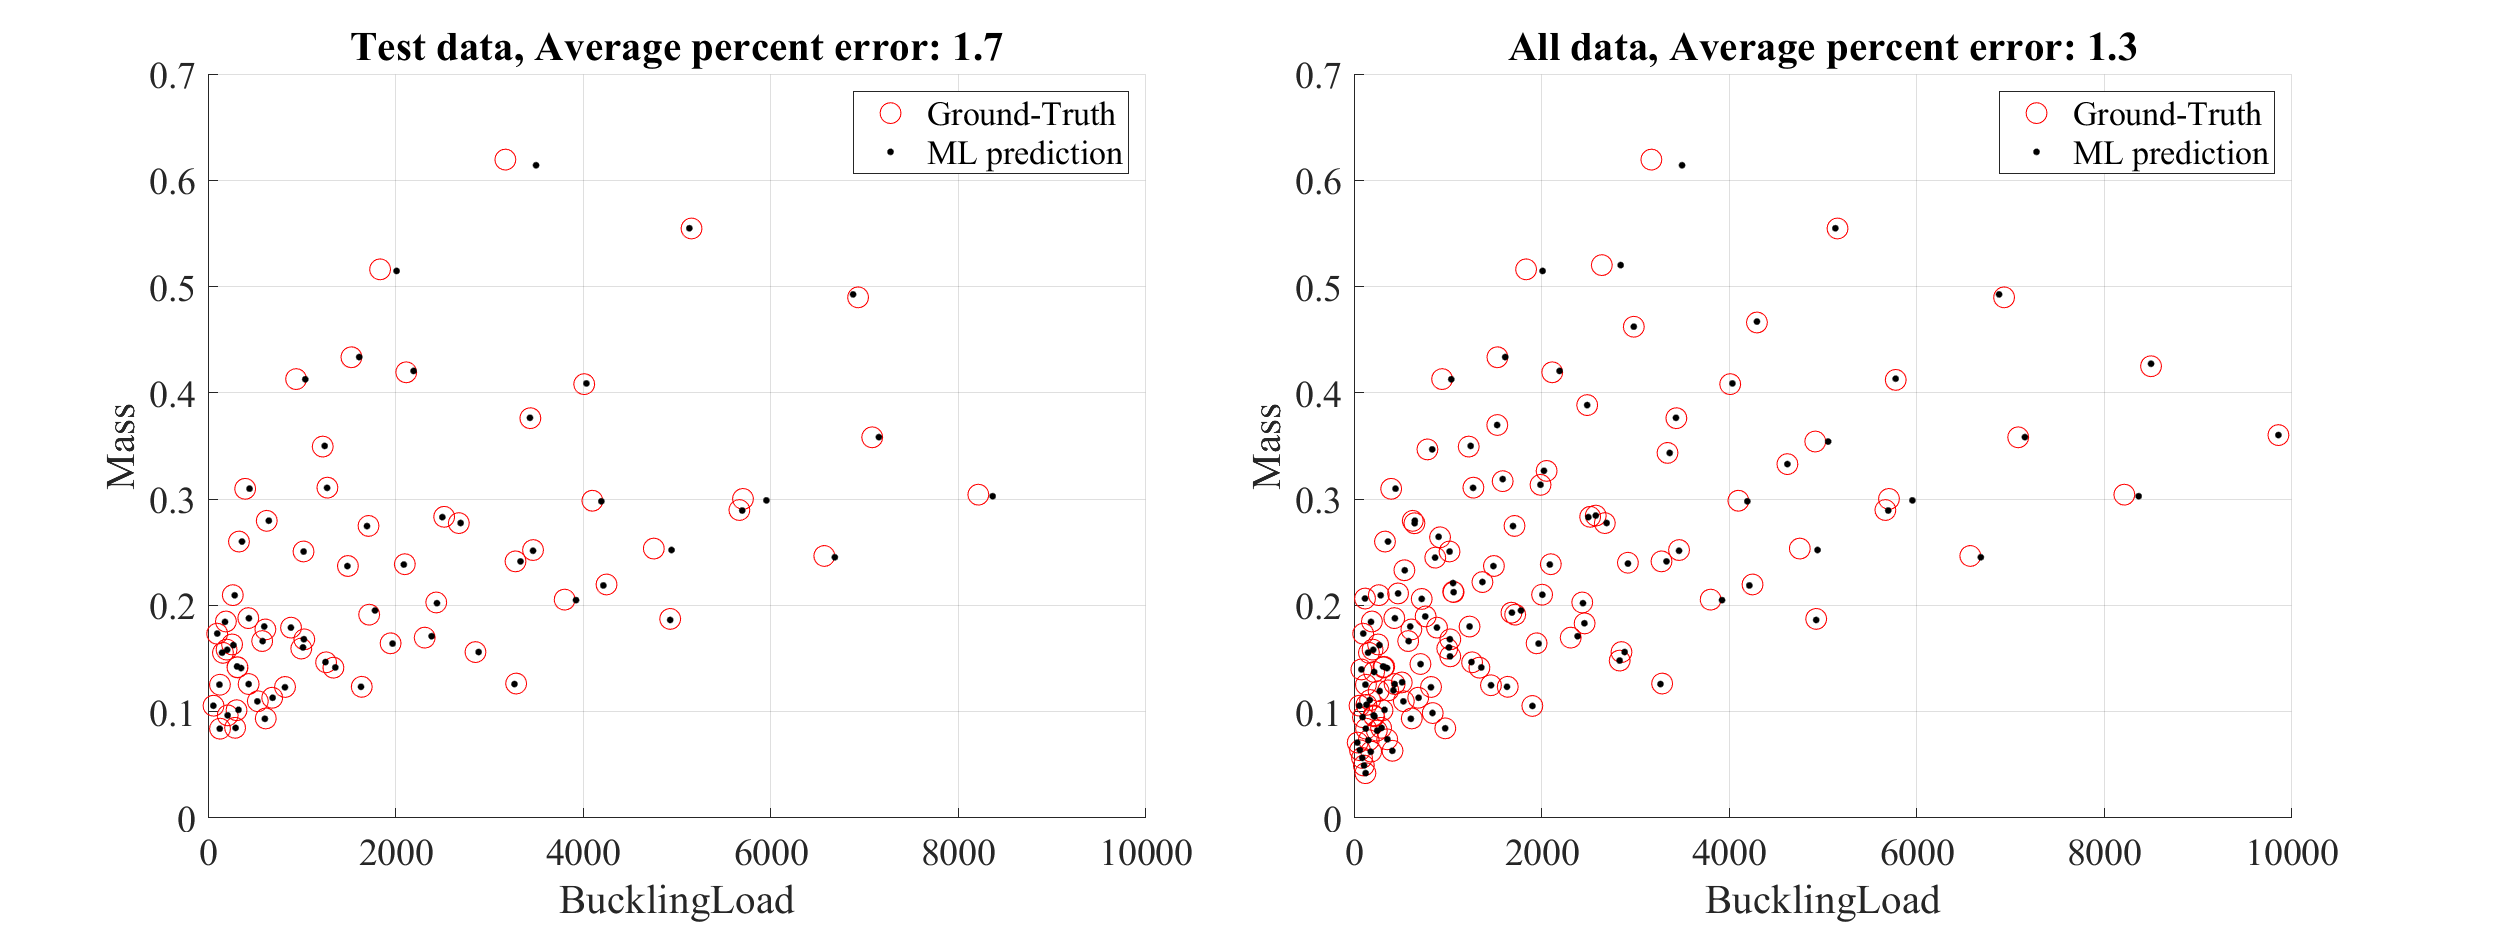 Test data, Average percent error: 1.7
0.7
0.6
0.5
0.4
0.3
0.2
0.1
0
Mass
Ground-Truth
ML prediction
0
2000
4000
6000
8000
10000
BucklingLoad
All data, Average percent error: 1.3
0.7
0.6
0.5
0.4
0.3
0.2
0.1
0
Mass
Ground-Truth
ML prediction
0
2000
4000
6000
8000
10000
BucklingLoad